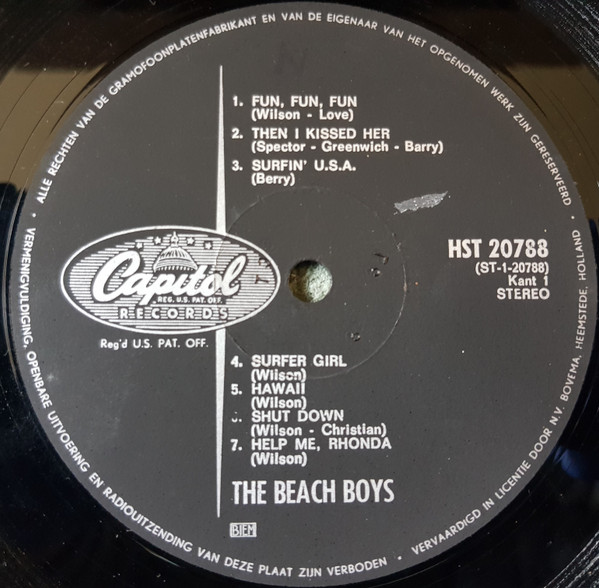 ALLE RECHTEN VAN DE GRAMOFOONPLATENFABRIKANT EN VAN DE EIGENAAR VAN HET OPGENOMEN WERK ZIJN GERESERVEERD •
1. FUN, FUN, FUN
(Wilson - Love)
2. THEN I KISSED HER
(Spector - Greenwich - Barry)
3. SURFIN' U.S.A.
(Berry)
HST 20788
(ST-1-20788)
Kant 1
STEREO
Capitol
REG. U.S. PAT. OFF.
RECORDS
Reg'd U.S. PAT. OFF.
4. SURFER GIRL
(Wilson)
5. HAWAII
(Wilson)
SHUT DOWN
(Wilson - Christian)
7. HELP ME, RHONDA
(Wilson)
THE BEACH BOYS
BIEM
• VERMENIGVULDIGING, OPENBARE UITVOERING EN RADIOUITZENDING VAN DEZE PLAAT ZIJN VERBODEN •
VERVAARDIGD IN LICENTIE DOOR N.V. BOVEMA, HEEMSTEDE, HOLLAND •